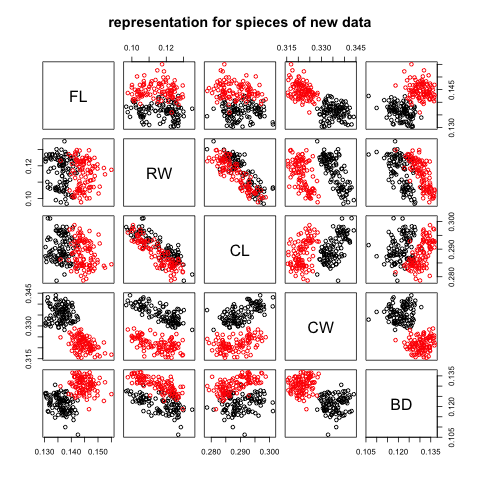 representation for spieces of new data
0.10 0.12
0.315 0.330 0.345
FL
0.130 0.145
0.10 0.12
RW
CL
0.280 0.290 0.300
0.315 0.330 0.345
CW
BD
0.105 0.120 0.135
0.130 0.140 0.150
0.280 0.290 0.300
0.105 0.120 0.135